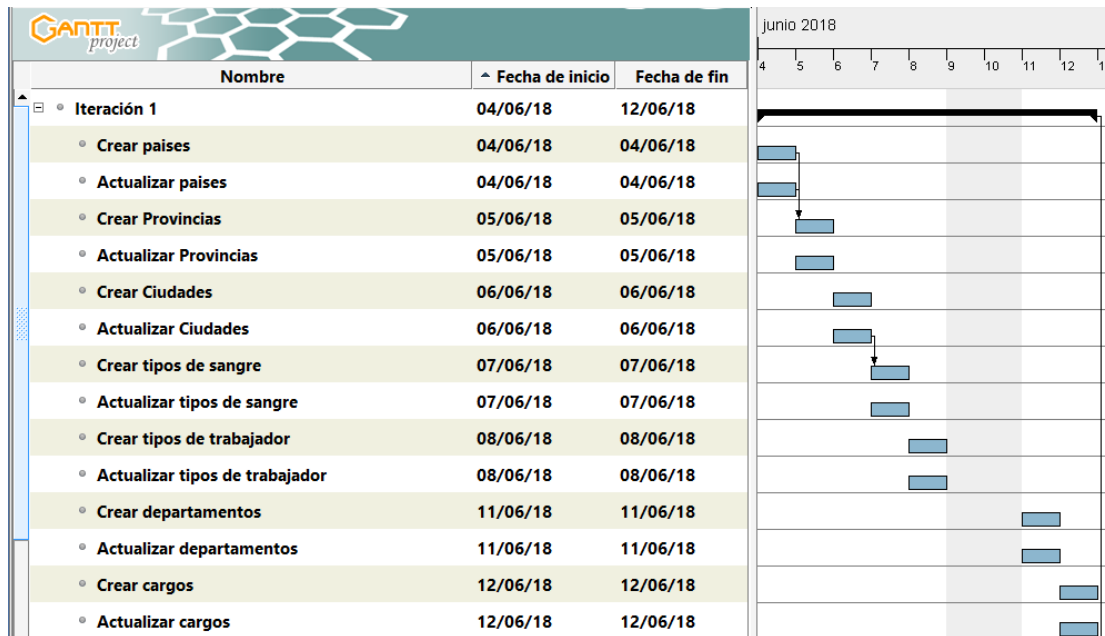 GANTT
project
junio 2018
4 5 6 7 8 9 10 11 12 1
Nombre Fecha de inicio Fecha de fin
Iteración 1 04/06/18 12/06/18
Crear paises 04/06/18 04/06/18
Actualizar paises 04/06/18 04/06/18
Crear Provincias 05/06/18 05/06/18
Actualizar Provincias 05/06/18 05/06/18
Crear Ciudades 06/06/18 06/06/18
Actualizar Ciudades 06/06/18 06/06/18
Crear tipos de sangre 07/06/18 07/06/18
Actualizar tipos de sangre 07/06/18 07/06/18
Crear tipos de trabajador 08/06/18 08/06/18
Actualizar tipos de trabajador 08/06/18 08/06/18
Crear departamentos 11/06/18 11/06/18
Actualizar departamentos 11/06/18 11/06/18
Crear cargos 12/06/18 12/06/18
Actualizar cargos 12/06/18 12/06/18